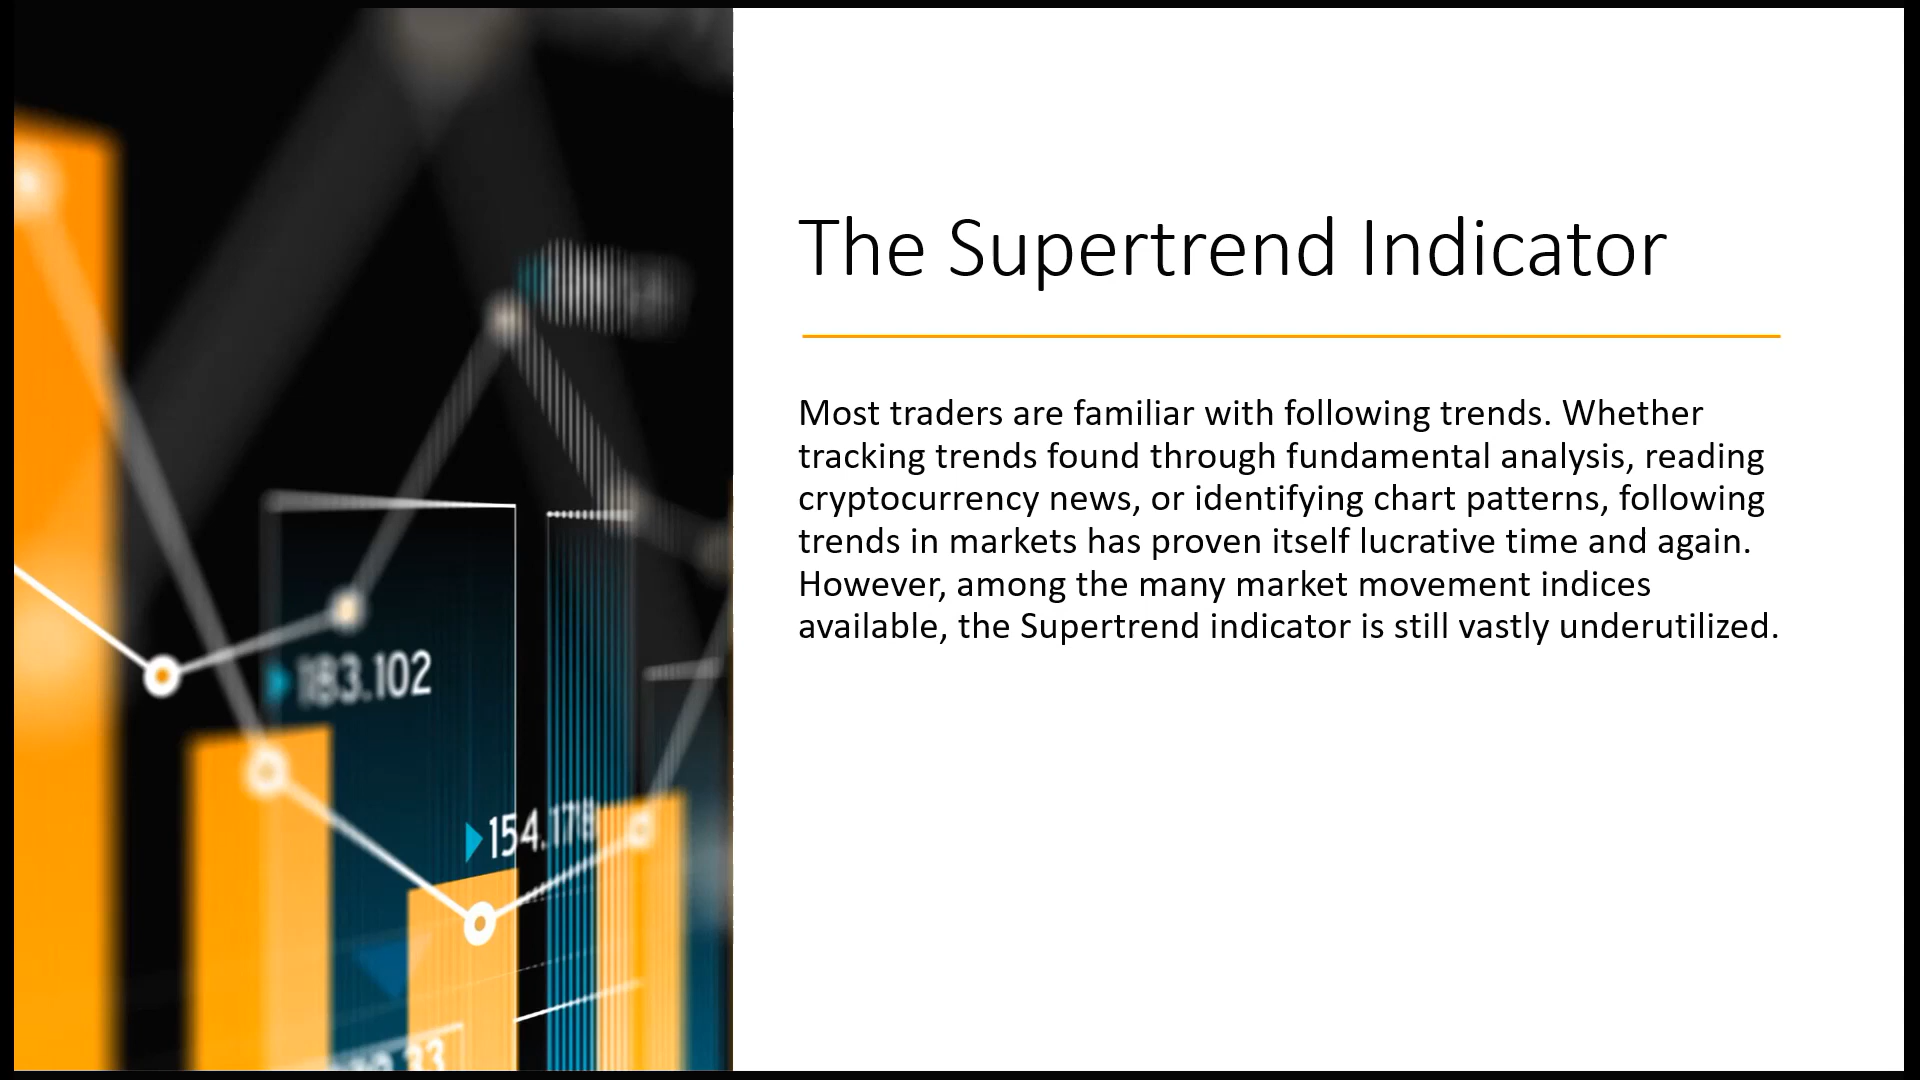 The Supertrend Indicator
Most traders are familiar with following trends. Whether
tracking trends found through fundamental analysis, reading
cryptocurrency news, or identifying chart patterns, following
trends in markets has proven itself lucrative time and again.
However, among the many market movement indices
available, the Supertrend indicator is still vastly underutilized.
183.102
154.178